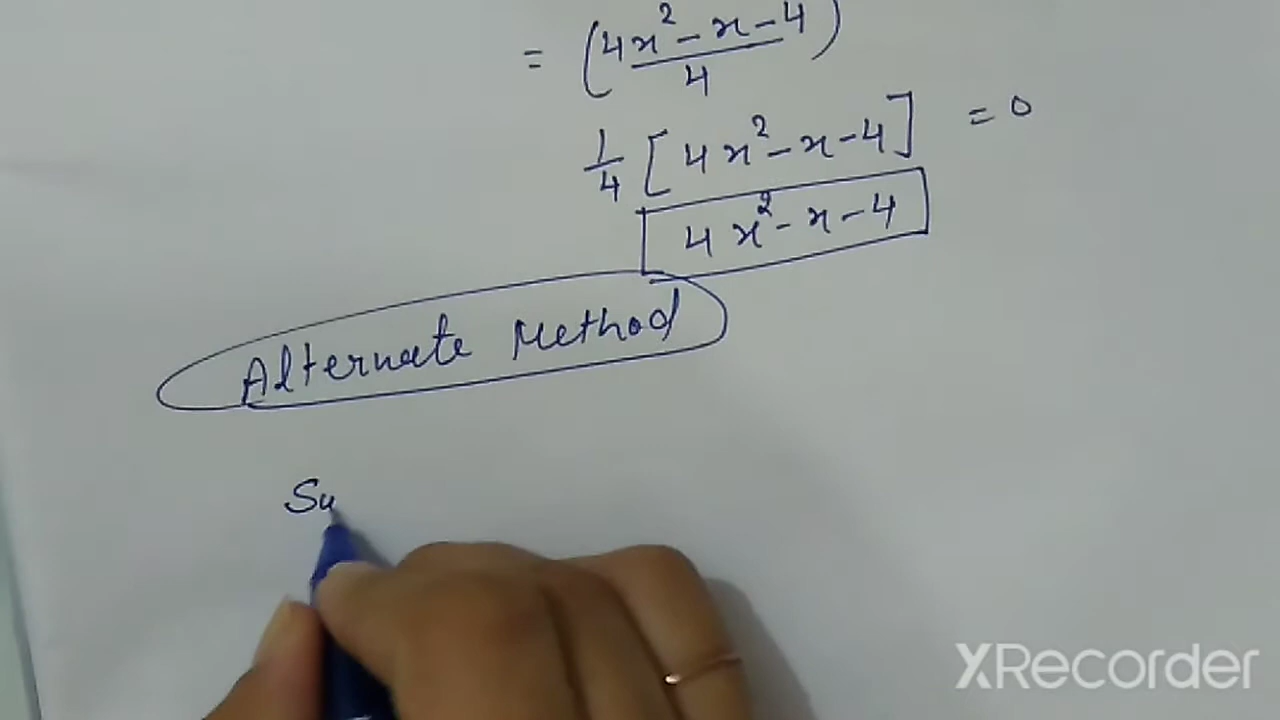 = (4x² - x - 4)
4
1/4 [4x² - x - 4] = 0
4x² - x - 4
Alternate Method
Su
XRecorder